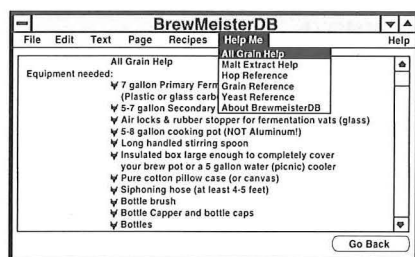 BrewMeisterDB
File Edit Text Page Recipes Help Me Help
All Grain Help
Malt Extract Help
Hop Reference
Grain Reference
Yeast Reference
About BrewmeisterDB
All Grain Help
Equipment needed:
7 gallon Primary Ferm
(Plastic or glass carb
5-7 gallon Secondary
Air locks & rubber stopper for fermentation vats (glass)
5-8 gallon cooking pot (NOT Aluminum!)
Long handled stirring spoon
Insulated box large enough to completely cover
your brew pot or a 5 gallon water (picnic) cooler
Pure cotton pillow case (or canvas)
Siphoning hose (at least 4-5 feet)
Bottle brush
Bottle Capper and bottle caps
Bottles
Go Back